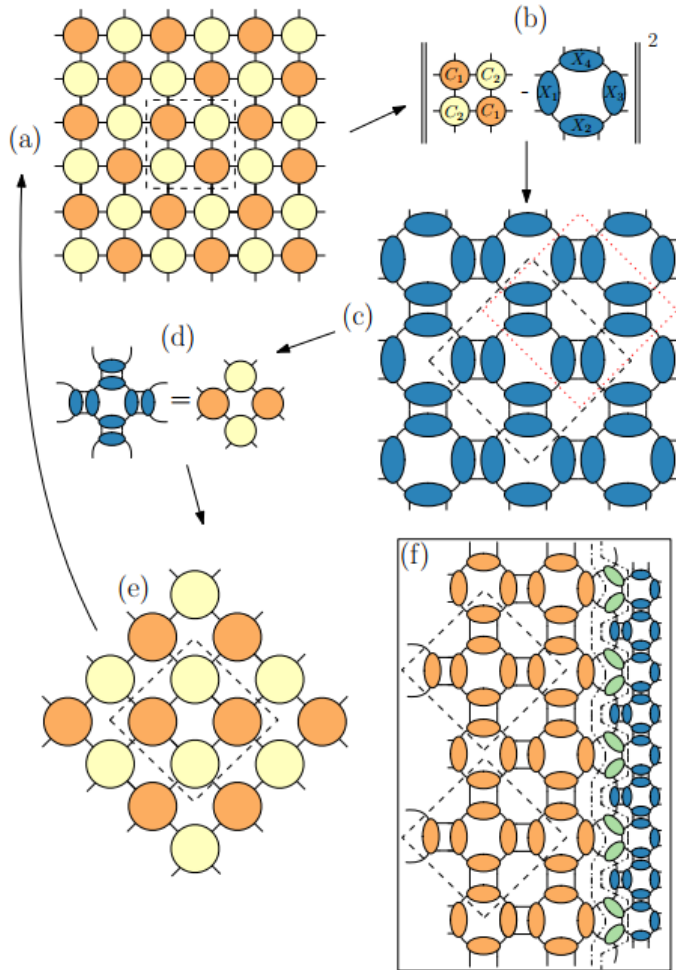 (a)
(b)
C₁ C₂
C₂ C₁
-
X₁ X₂ X₃ X₄
2
(c)
(d)
=
(e)
(f)